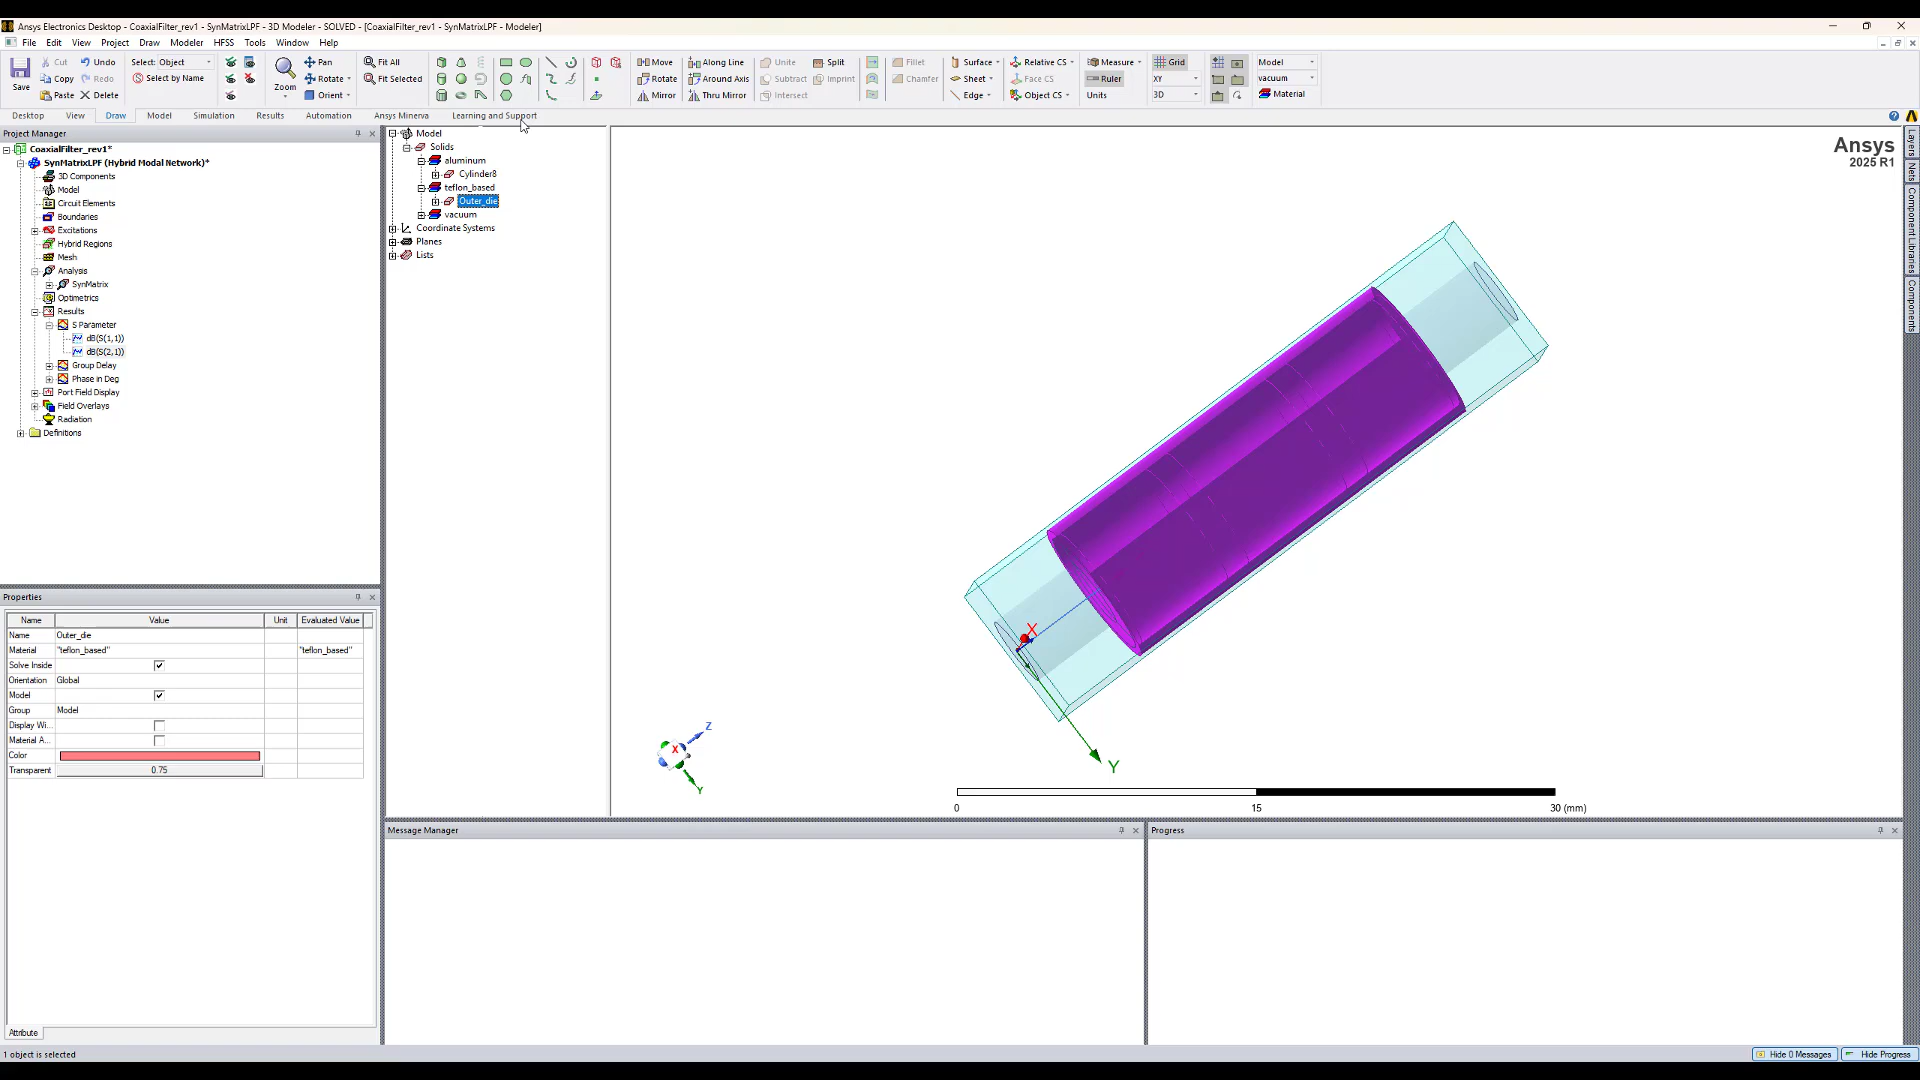 Ansys Electronics Desktop - CoaxialFilter_rev1 - SynMatrixLPF - 3D Modeler - SOLVED - [CoaxialFilter_rev1 - SynMatrixLPF - Modeler]
File Edit View Project Draw Modeler HFSS Tools Window Help
Save Cut Undo Select: Object Zoom Pan Fit All Move Along Line Unite Split Fillet Surface Relative CS Measure Grid Model
Copy Redo Select by Name Rotate Fit Selected Rotate Around Axis Subtract Imprint Chamfer Sheet Face CS Ruler XY vacuum
Paste Delete Orient Mirror Thru Mirror Intersect Edge Object CS Units 3D Material
Desktop View Draw Model Simulation Results Automation Ansys Minerva Learning and Support
Project Manager
CoaxialFilter_rev1*
SynMatrixLPF (Hybrid Modal Network)*
3D Components
Model
Circuit Elements
Boundaries
Excitations
Hybrid Regions
Mesh
Analysis
SynMatrix
Optimetrics
Results
S Parameter
dB(S(1,1))
dB(S(2,1))
Group Delay
Phase in Deg
Port Field Display
Field Overlays
Radiation
Definitions
Model
Solids
aluminum
Cylinder8
teflon_based
Outer_die
vacuum
Coordinate Systems
Planes
Lists
Ansys
2025 R1
X
Y
X
Y
Z
0 15 30 (mm)
Layers
Nets
Component Libraries
Components
Properties
Name Value Unit Evaluated Value
Name Outer_die
Material "teflon_based" "teflon_based"
Solve Inside
Orientation Global
Model
Group Model
Display Wi...
Material A...
Color
Transparent 0.75
Attribute
Message Manager
Progress
1 object is selected
Hide 0 Messages Hide Progress